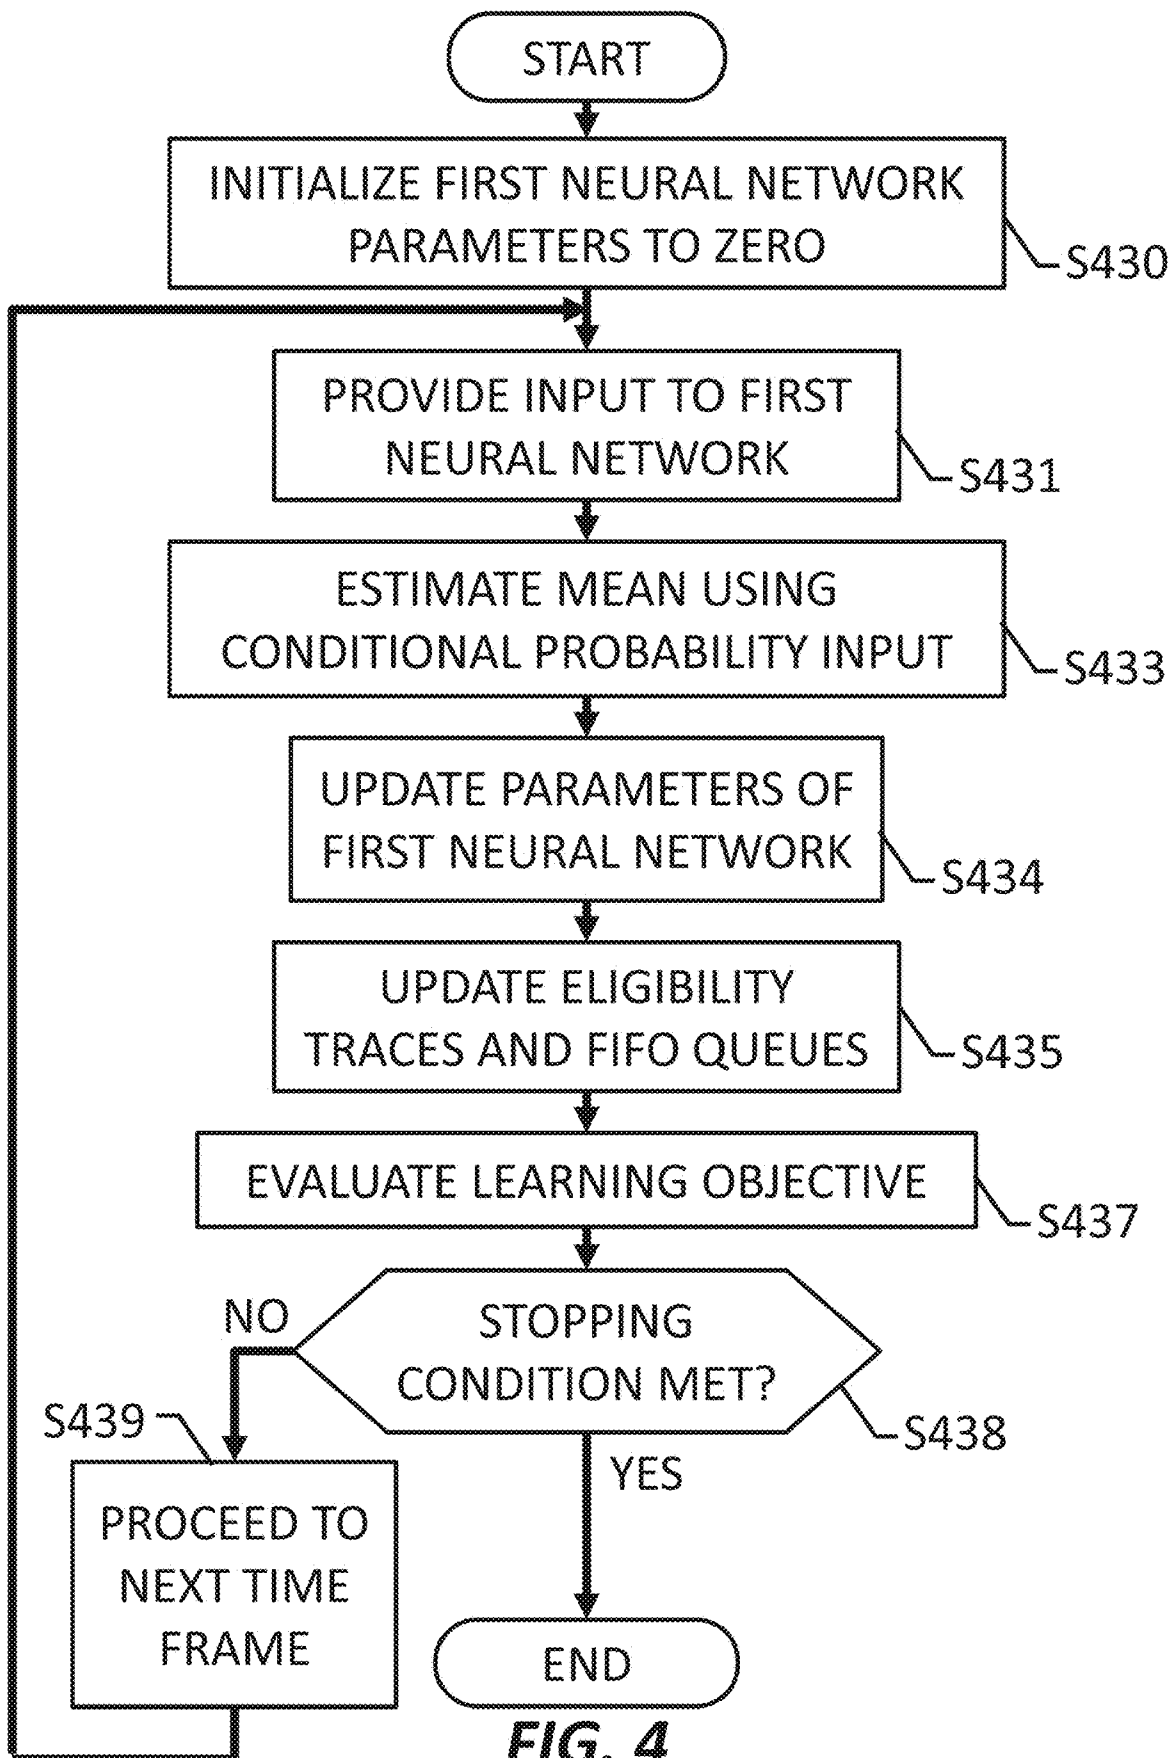 START
INITIALIZE FIRST NEURAL NETWORK
PARAMETERS TO ZERO
S430
PROVIDE INPUT TO FIRST
NEURAL NETWORK
S431
ESTIMATE MEAN USING
CONDITIONAL PROBABILITY INPUT
S433
UPDATE PARAMETERS OF
FIRST NEURAL NETWORK
S434
UPDATE ELIGIBILITY
TRACES AND FIFO QUEUES
S435
EVALUATE LEARNING OBJECTIVE
S437
NO
STOPPING
CONDITION MET?
S438
S439
YES
PROCEED TO
NEXT TIME
FRAME
END
FIG. 4